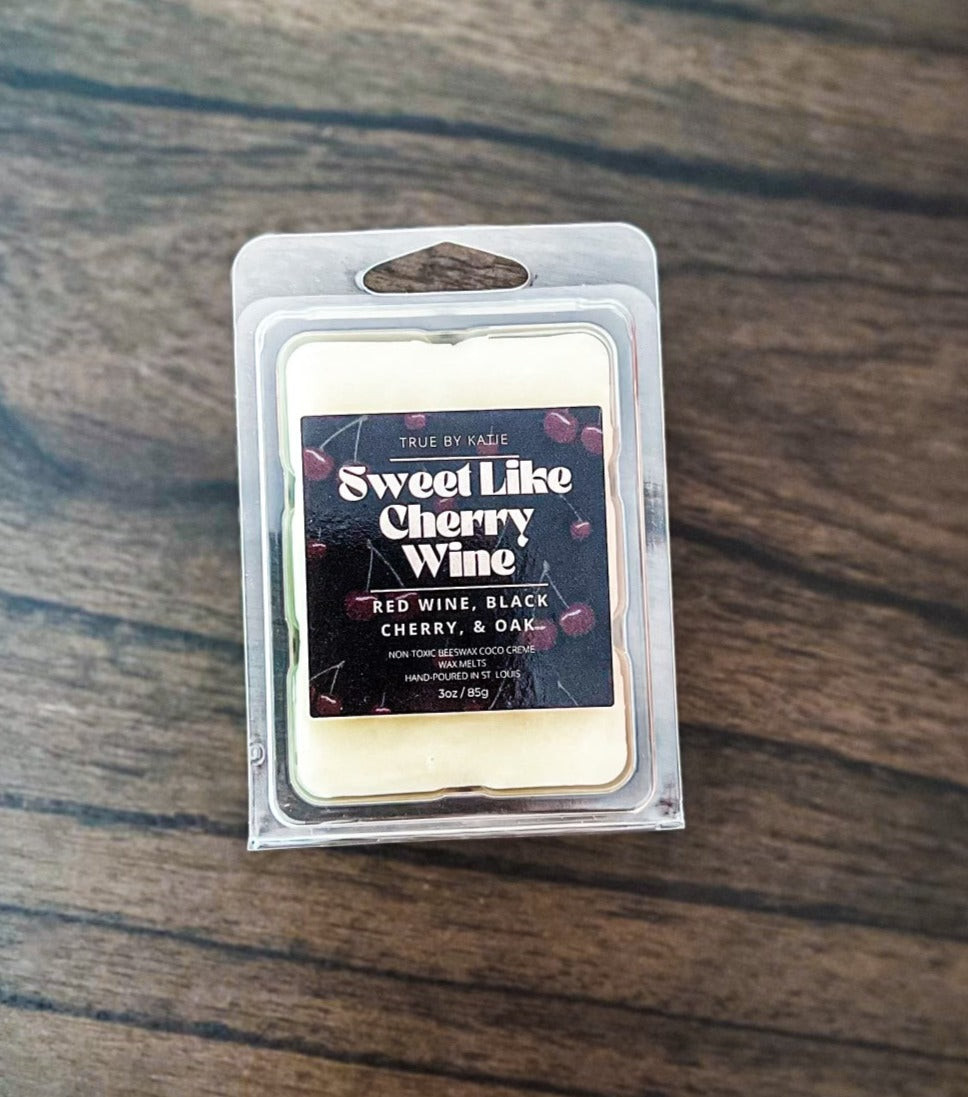 TRUE BY KATIE
Sweet Like
Cherry
Wine
RED WINE, BLACK
CHERRY, & OAK
NON-TOXIC BEESWAX COCO CREME
WAX MELTS
HAND-POURED IN ST. LOUIS
3oz / 85g